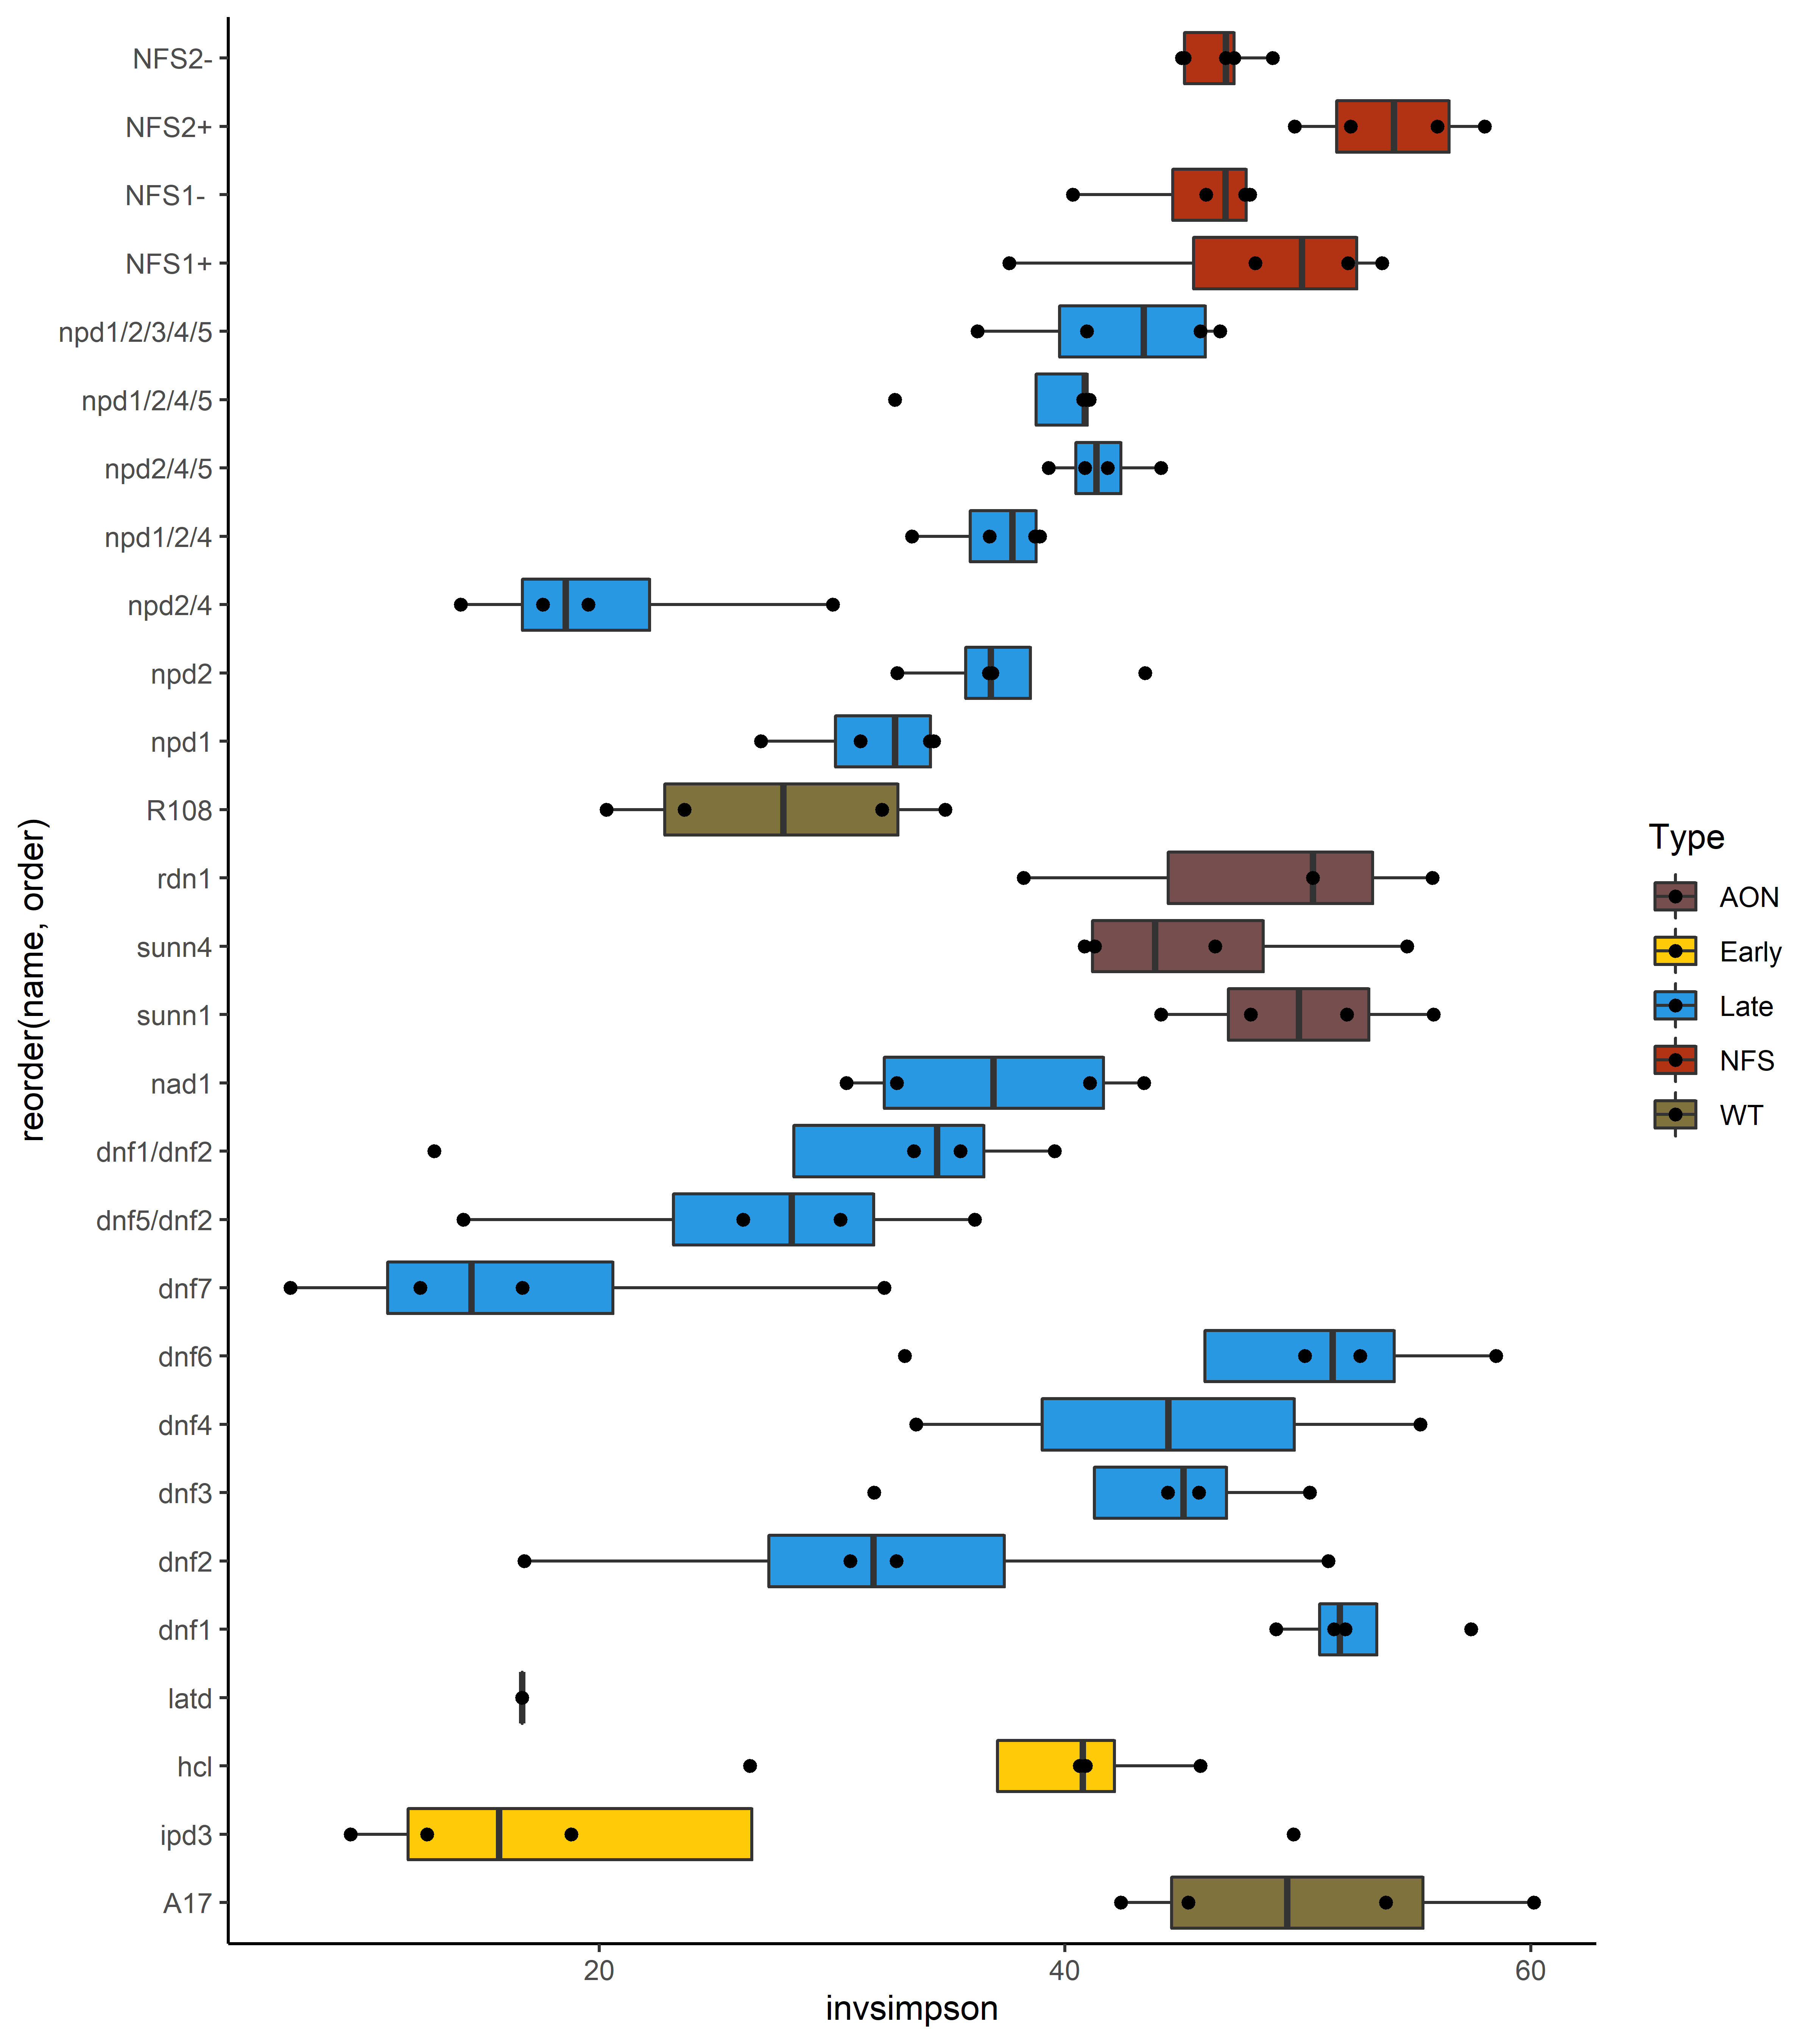 NFS2-
NFS2+
NFS1-
NFS1+
npd1/2/3/4/5
npd1/2/4/5
npd2/4/5
npd1/2/4
npd2/4
npd2
npd1
R108
rdn1
sunn4
sunn1
nad1
dnf1/dnf2
dnf5/dnf2
dnf7
dnf6
dnf4
dnf3
dnf2
dnf1
latd
hcl
ipd3
A17
reorder(name, order)
20 40 60
invsimpson
Type
AON
Early
Late
NFS
WT